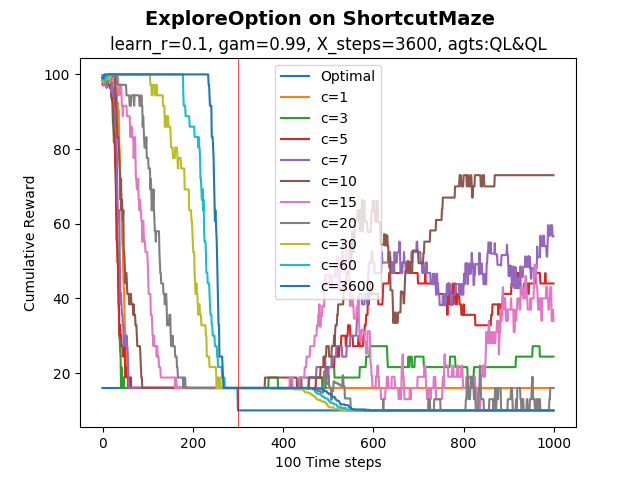 ExploreOption on ShortcutMaze
learn_r=0.1, gam=0.99, X_steps=3600, agts:QL&QL
Cumulative Reward
100
80
60
40
20
Optimal
c=1
c=3
c=5
c=7
c=10
c=15
c=20
c=30
c=60
c=3600
0
200
400
600
800
1000
100 Time steps